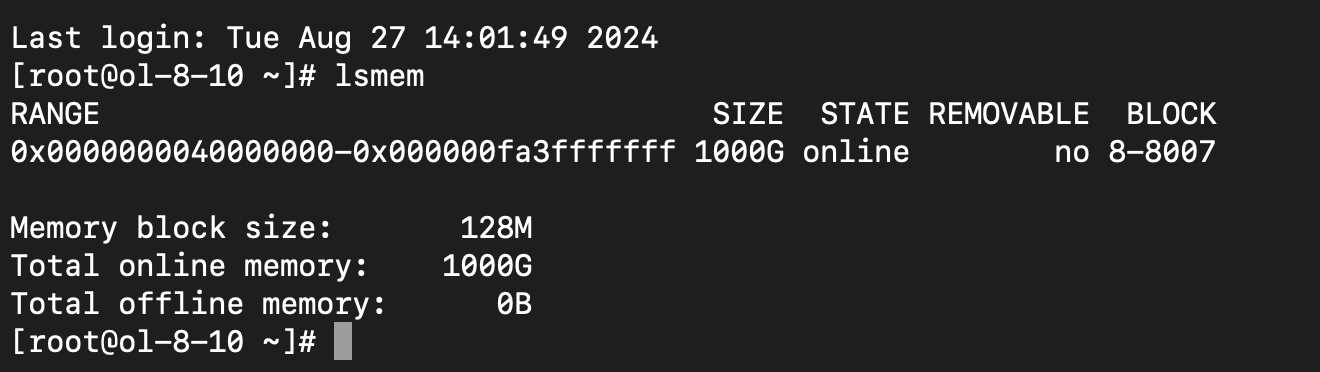 Last login: Tue Aug 27 14:01:49 2024
[root@ol-8-10 ~]# lsmem
RANGE                                  SIZE  STATE REMOVABLE  BLOCK
0x0000000040000000-0x000000fa3fffffff 1000G online        no 8-8007

Memory block size:       128M
Total online memory:    1000G
Total offline memory:      0B
[root@ol-8-10 ~]#